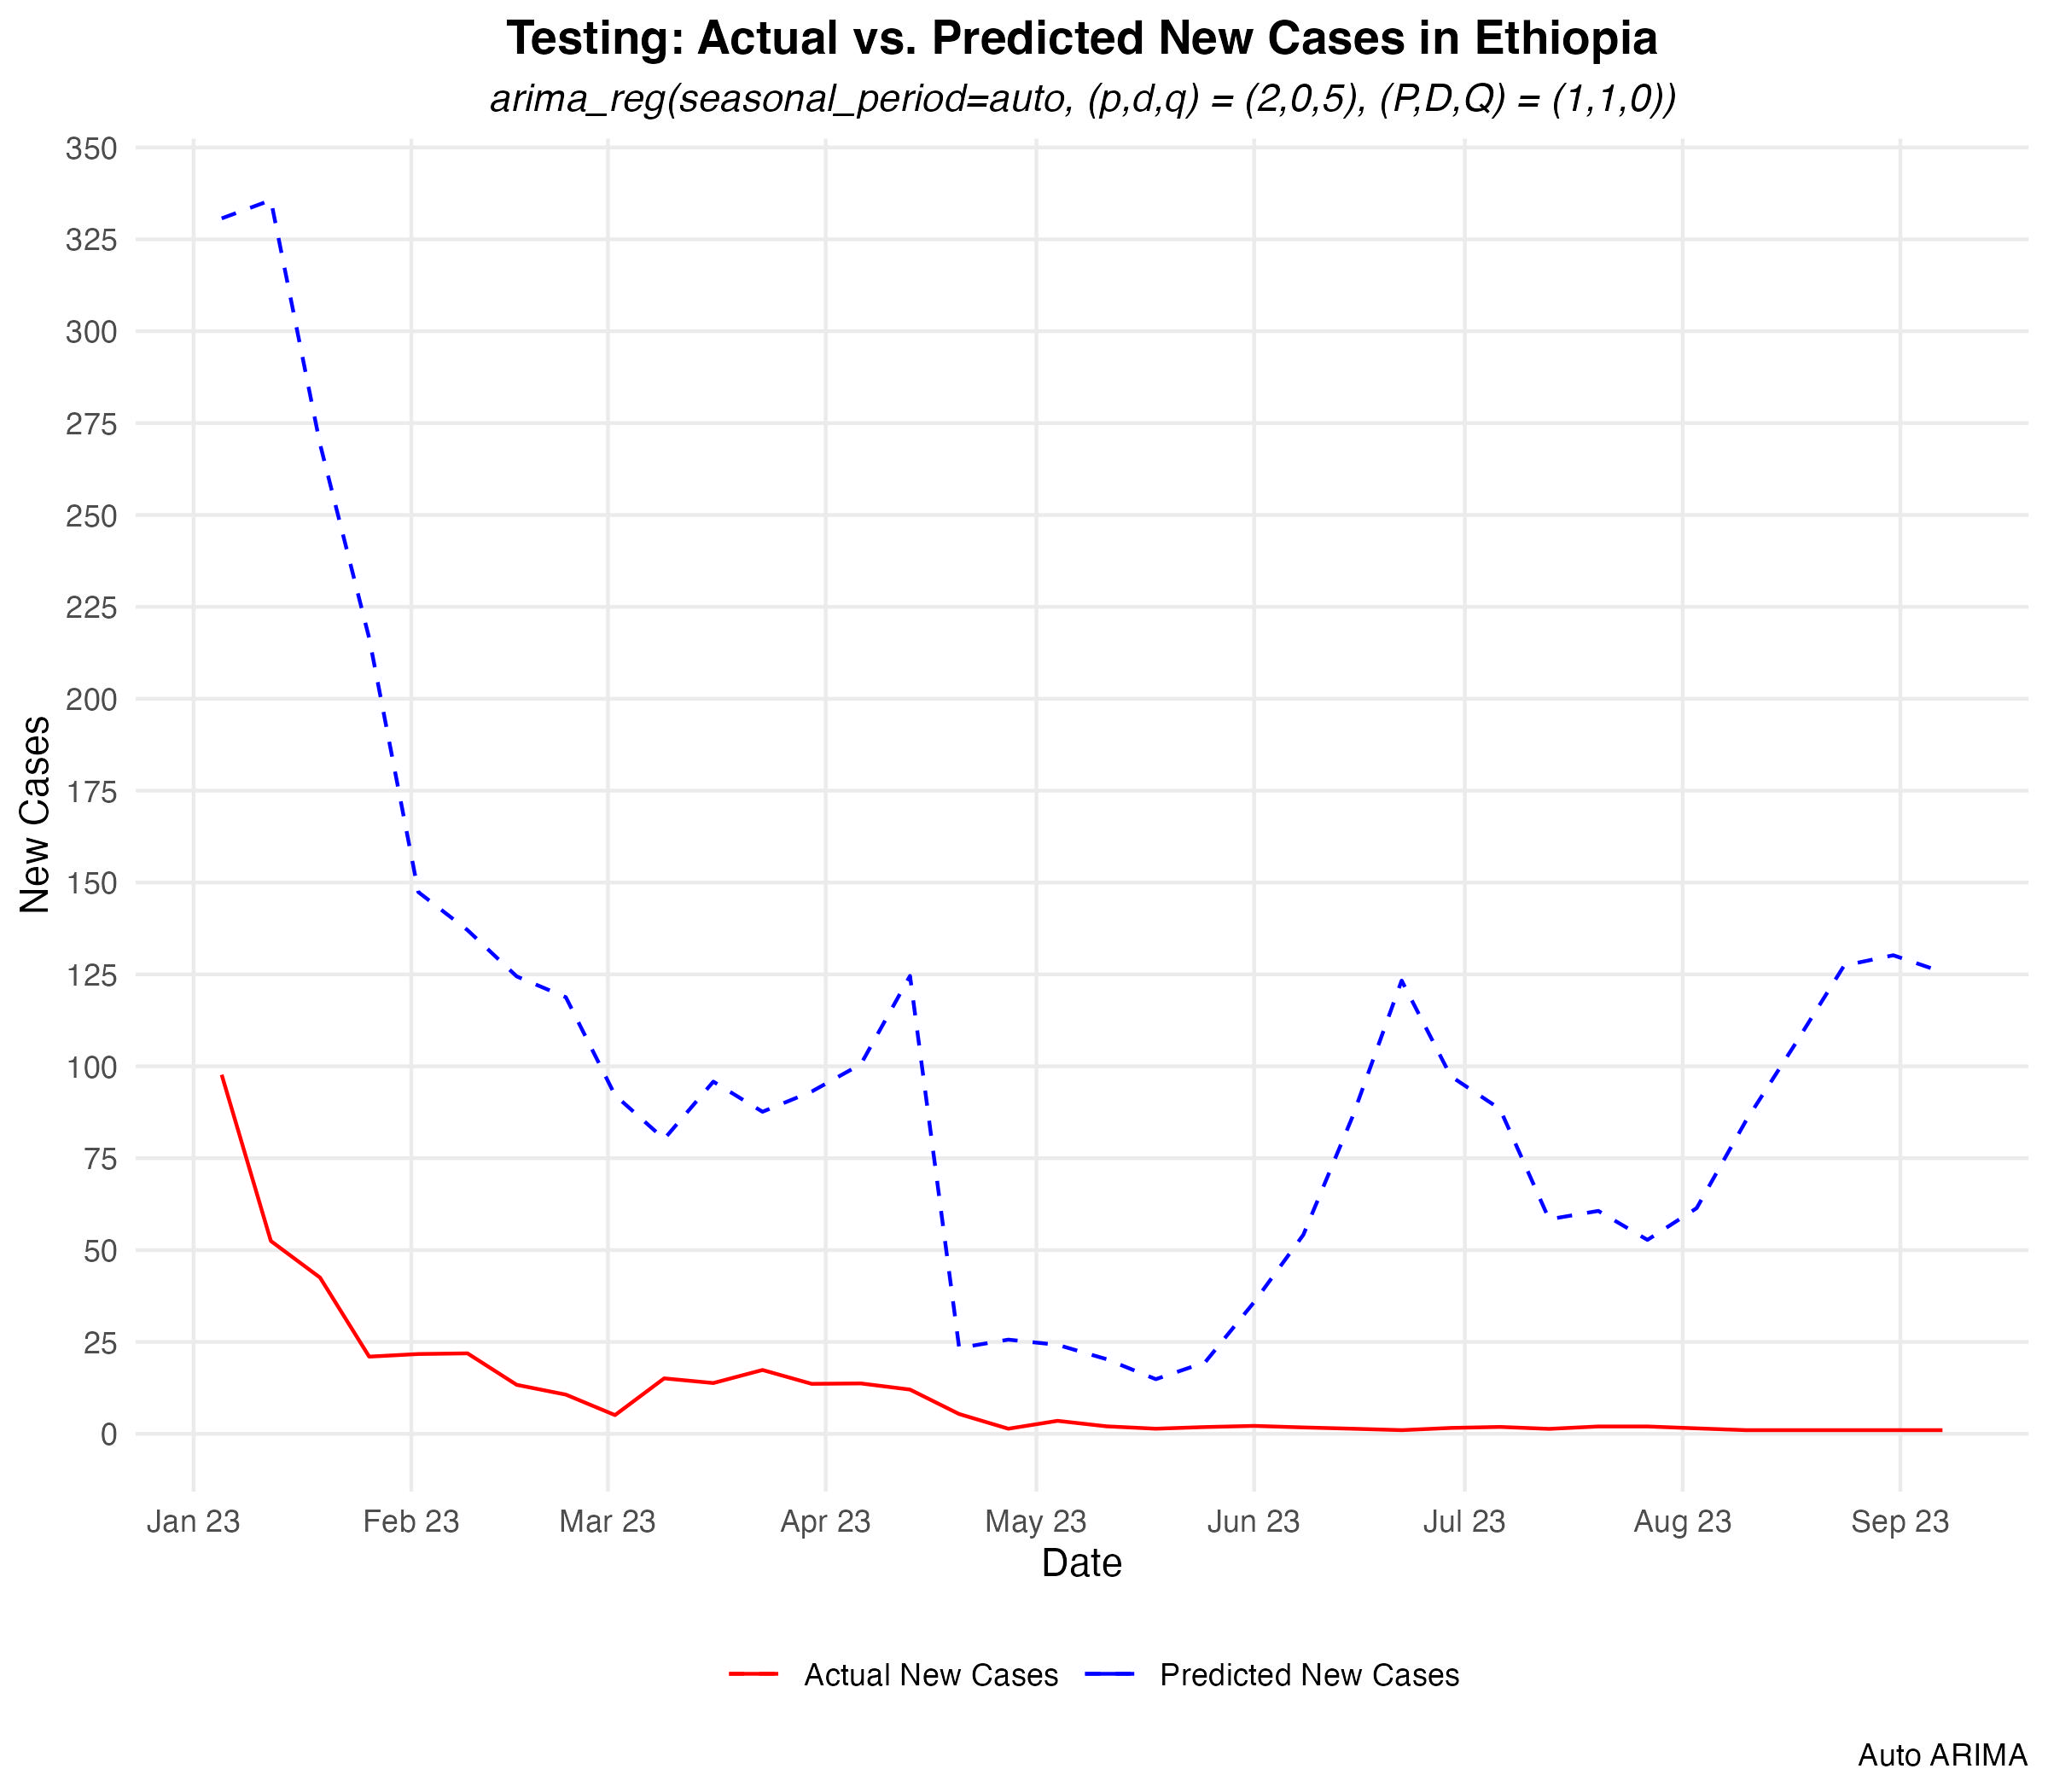 Testing: Actual vs. Predicted New Cases in Ethiopia
arima_reg(seasonal_period=auto, (p,d,q) = (2,0,5), (P,D,Q) = (1,1,0))
New Cases
350
325
300
275
250
225
200
175
150
125
100
75
50
25
0
Jan 23 Feb 23 Mar 23 Apr 23 May 23 Jun 23 Jul 23 Aug 23 Sep 23
Date
Actual New Cases Predicted New Cases
Auto ARIMA